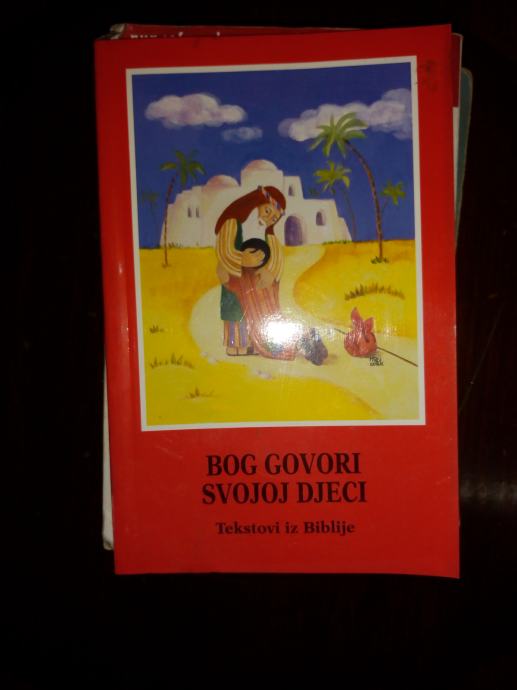 BOG GOVORI
SVOJOJ DJECI
Tekstovi iz Biblije